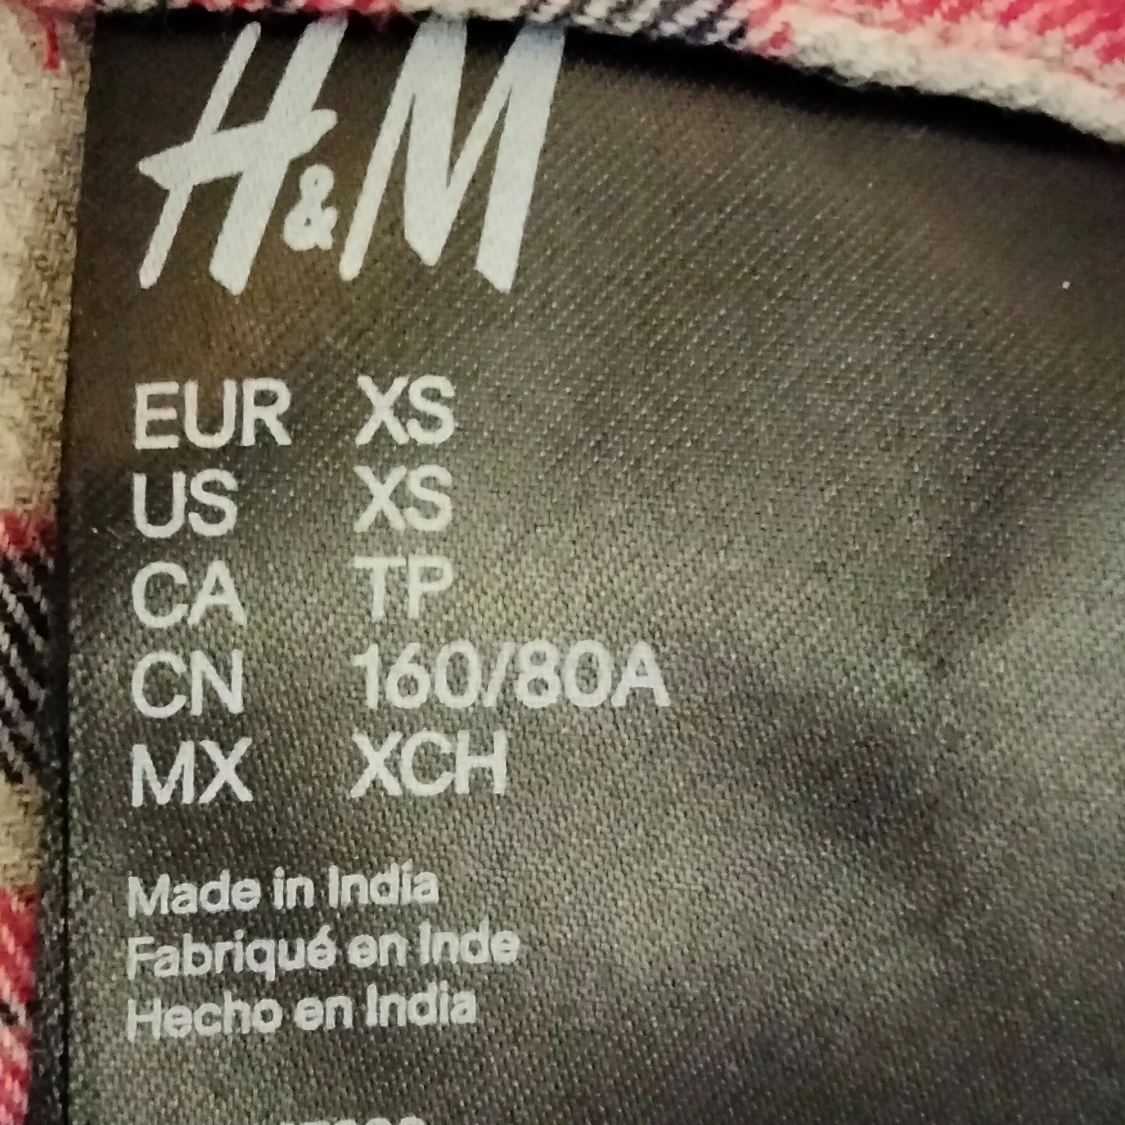 H&M
EUR XS
US XS
CA TP
CN 160/80A
MX XCH
Made in India
Fabriqué en Inde
Hecho en India